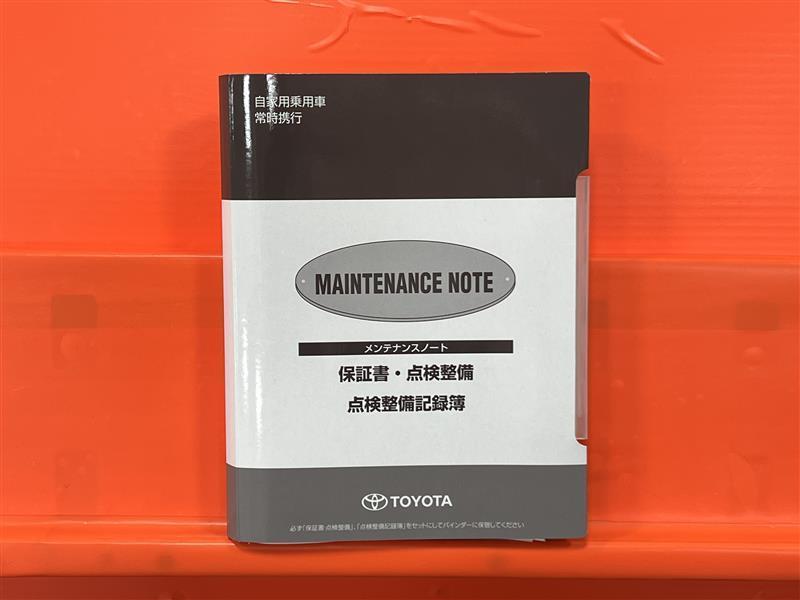 自家用乗用車
常時携行
MAINTENANCE NOTE
メンテナンスノート
保証書・点検整備
点検整備記録簿
TOYOTA
必ず「保証書 点検整備」、「点検整備記録簿」をセットにしてバインダーに保管してください